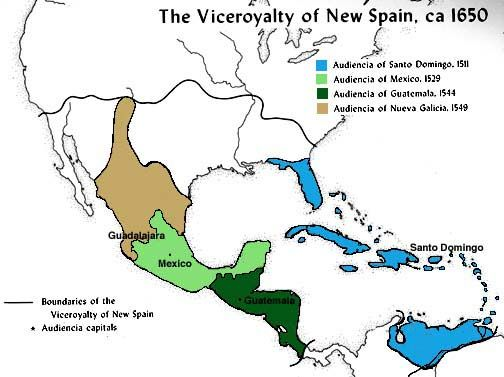 The Viceroyalty of New Spain, ca 1650
Audiencia of Santo Domingo, 1511
Audiencia of Mexico, 1529
Audiencia of Guatemala, 1544
Audiencia of Nueva Galicia, 1549
Guadalajara
Santo Domingo
Mexico
Guatemala
Boundaries of the
Viceroyalty of New Spain
Audiencia capitals